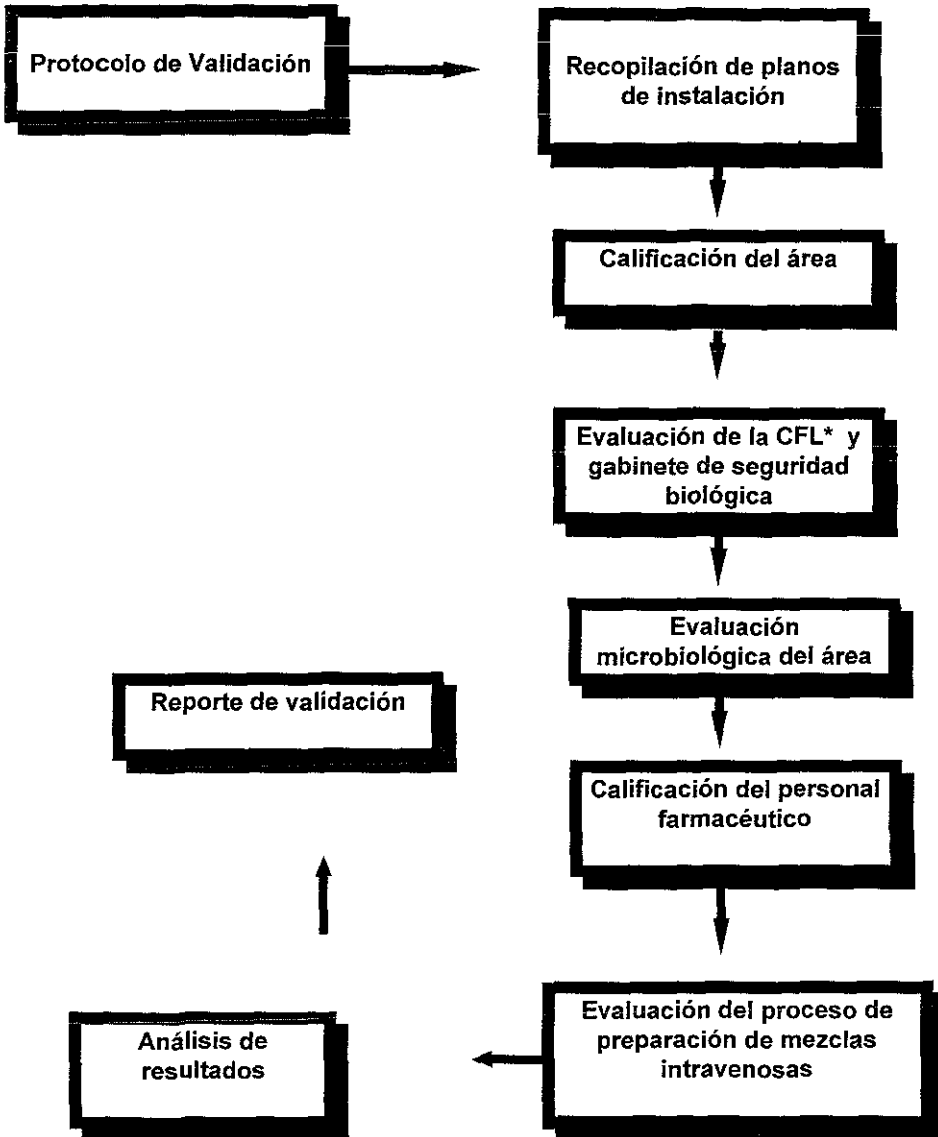 Protocolo de Validación
Recopilación de planos
de instalación
Calificación del área
Evaluación de la CFL* y
gabinete de seguridad
biológica
Evaluación
microbiológica del área
Calificación del personal
farmacéutico
Evaluación del proceso de
preparación de mezclas
intravenosas
Análisis de
resultados
Reporte de validación